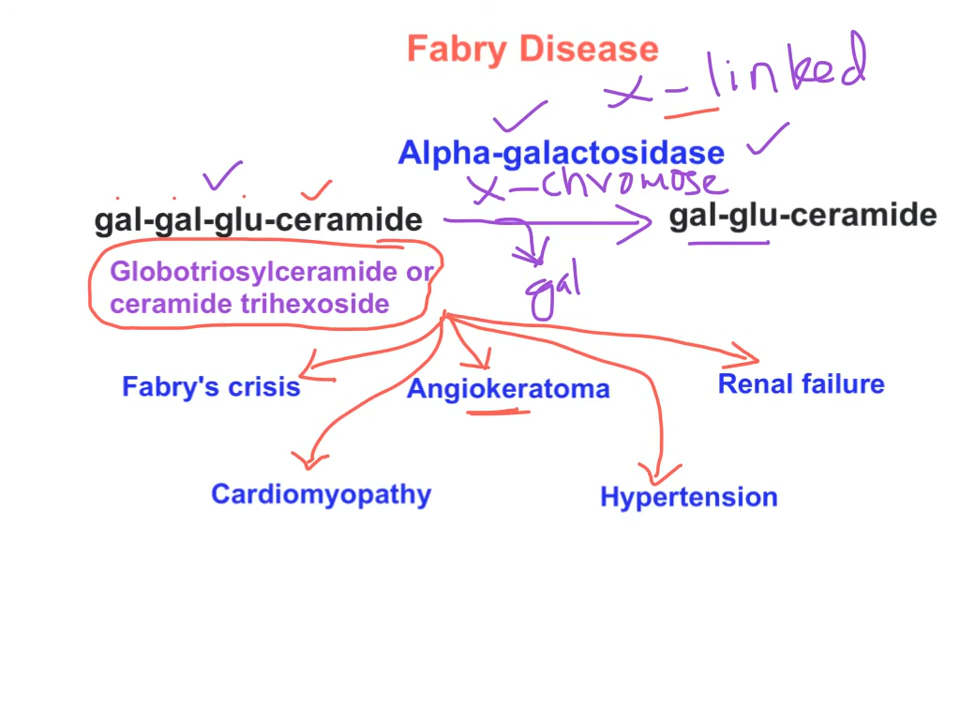 Fabry Disease
x-linked
Alpha-galactosidase
x-chromose
gal-gal-glu-ceramide
gal-glu-ceramide
Globotriosylceramide or
ceramide trihexoside
gal
Fabry's crisis
Angiokeratoma
Renal failure
Cardiomyopathy
Hypertension